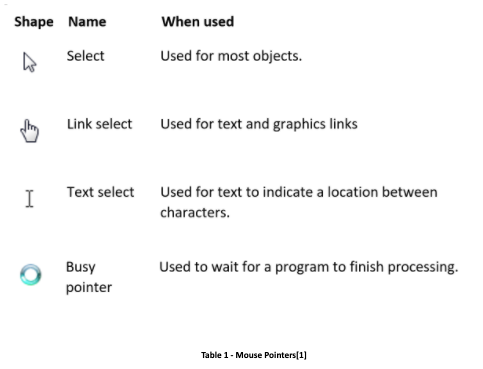 Shape Name When used
Select Used for most objects.
Link select Used for text and graphics links
Text select Used for text to indicate a location between
characters.
Busy Used to wait for a program to finish processing.
pointer
Table 1 - Mouse Pointers[1]